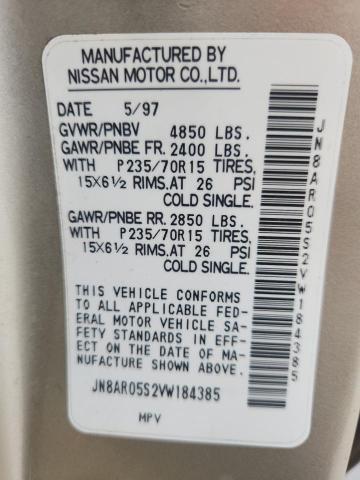 MANUFACTURED BY
NISSAN MOTOR CO.,LTD.
DATE 5/97
GVWR/PNBV 4850 LBS.
GAWR/PNBE FR. 2400 LBS.
WITH P235/70R15 TIRES,
15X6½ RIMS.AT 26 PSI
COLD SINGLE.
GAWR/PNBE RR. 2850 LBS.
WITH P235/70R15 TIRES,
15X6½ RIMS.AT 26 PSI
COLD SINGLE.
THIS VEHICLE CONFORMS
TO ALL APPLICABLE FED-
ERAL MOTOR VEHICLE SA-
FETY STANDARDS IN EFF-
ECT ON THE DATE OF MA-
NUFACTURE SHOWN ABOVE.
JN8AR05S2VW184385
MPV
JN8AR05S2VW184385